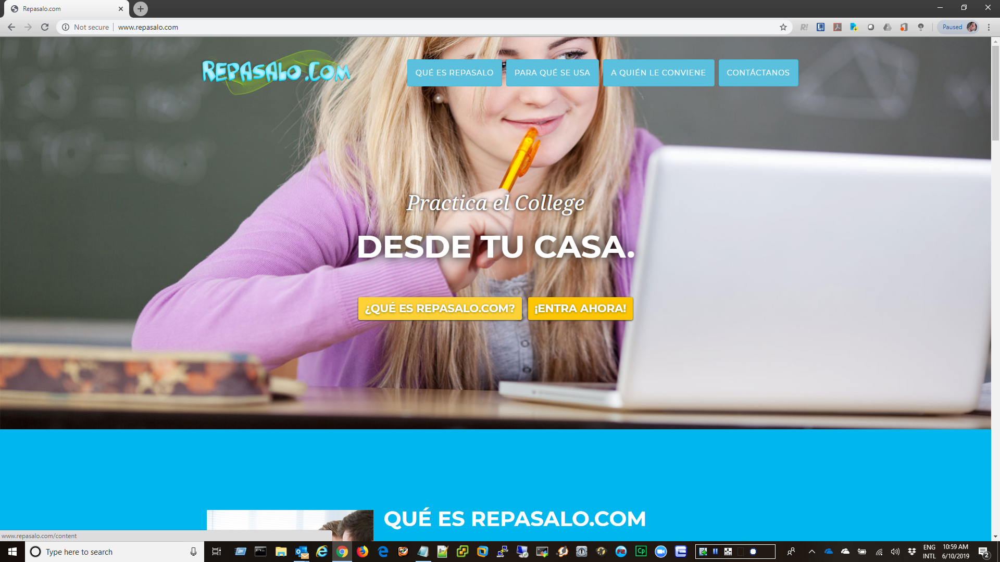 Repasalo.com
Not secure
www.repasalo.com
Paused
REPASALO.COM
QUÉ ES REPASALO
PARA QUÉ SE USA
A QUIÉN LE CONVIENE
CONTÁCTANOS
Practica el College
DESDE TU CASA.
¿QUÉ ES REPASALO.COM?
¡ENTRA AHORA!
QUÉ ES REPASALO.COM
www.repasalo.com/content
Type here to search
ENG
INTL
10:59 AM
6/10/2019
2